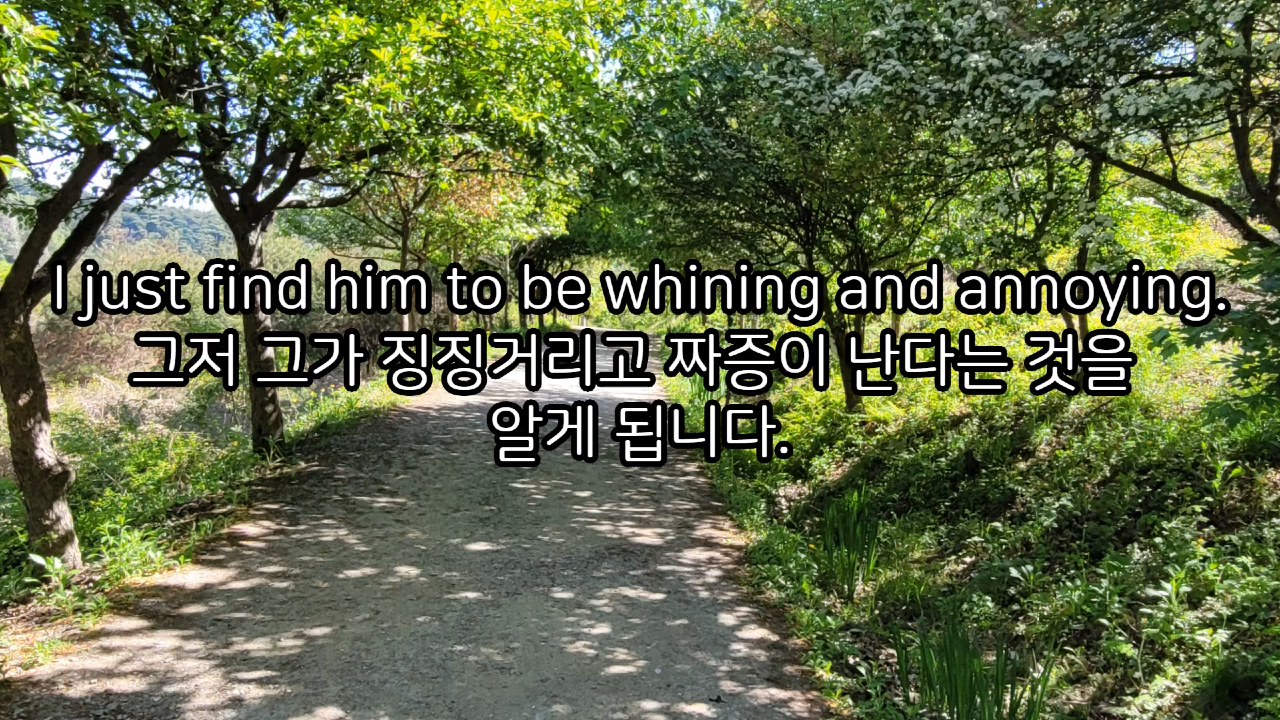 I just find him to be whining and annoying.
그저 그가 징징거리고 짜증이 난다는 것을
알게 됩니다.